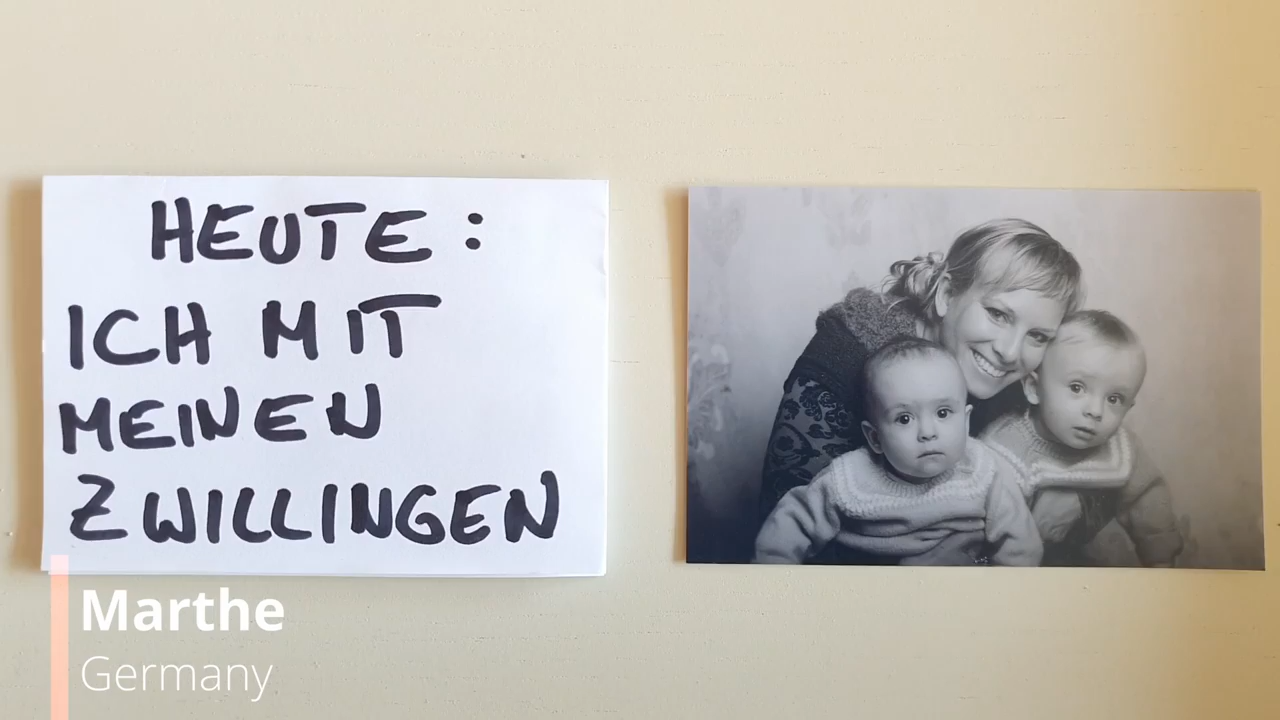 HEUTE:
ICH MIT
MEINEN
ZWILLINGEN
Marthe
Germany